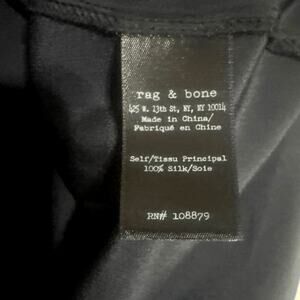 rag & bone
425 W. 13th St, NY, NY 10014
Made in China/
Fabriqué en Chine
Self/Tissu Principal
100% Silk/Soie
RN# 108879